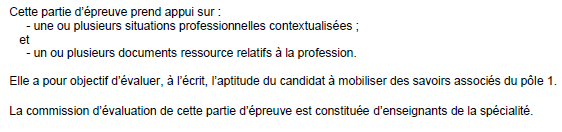 Cette partie d'épreuve prend appui sur :
- une ou plusieurs situations professionnelles contextualisées ;
et
- un ou plusieurs documents ressource relatifs à la profession.
Elle a pour objectif d'évaluer, à l'écrit, l'aptitude du candidat à mobiliser des savoirs associés du pôle 1.
La commission d'évaluation de cette partie d'épreuve est constituée d'enseignants de la spécialité.